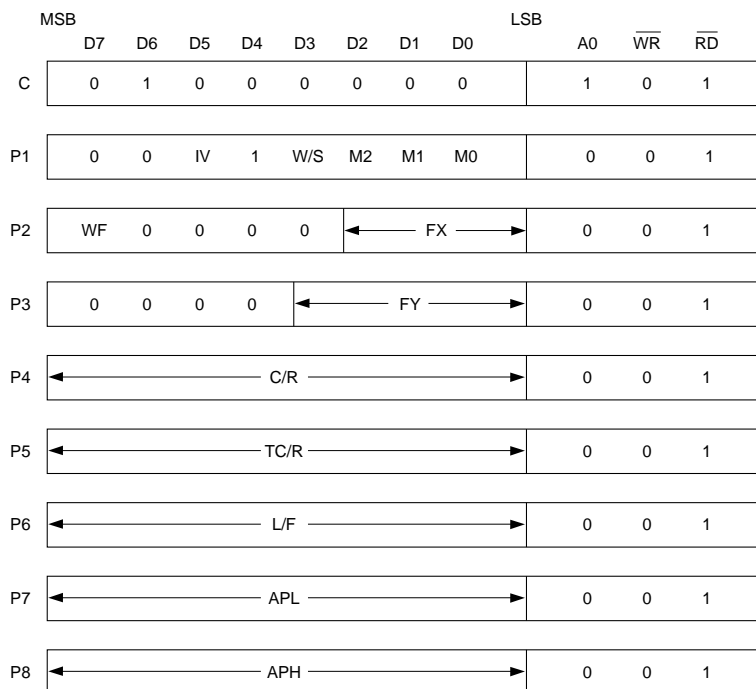 MSB LSB
D7 D6 D5 D4 D3 D2 D1 D0 A0 WR RD
C 0 1 0 0 0 0 0 0 1 0 1
P1 0 0 IV 1 W/S M2 M1 M0 0 0 1
P2 WF 0 0 0 0 FX 0 0 1
P3 0 0 0 0 FY 0 0 1
P4 C/R 0 0 1
P5 TC/R 0 0 1
P6 L/F 0 0 1
P7 APL 0 0 1
P8 APH 0 0 1